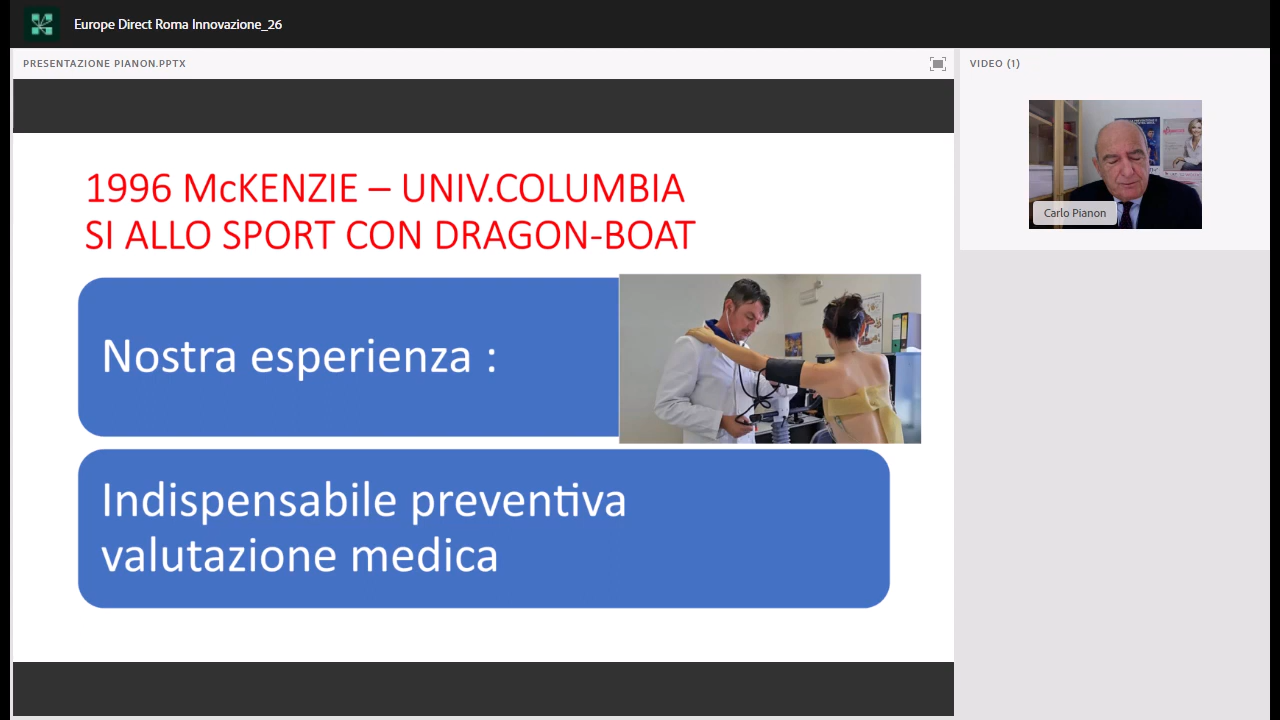 Europe Direct Roma Innovazione_26
PRESENTAZIONE PIANON.PPTX
VIDEO (1)
1996 McKENZIE – UNIV.COLUMBIA
SI ALLO SPORT CON DRAGON-BOAT
Nostra esperienza :
Indispensabile preventiva
valutazione medica
Carlo Pianon